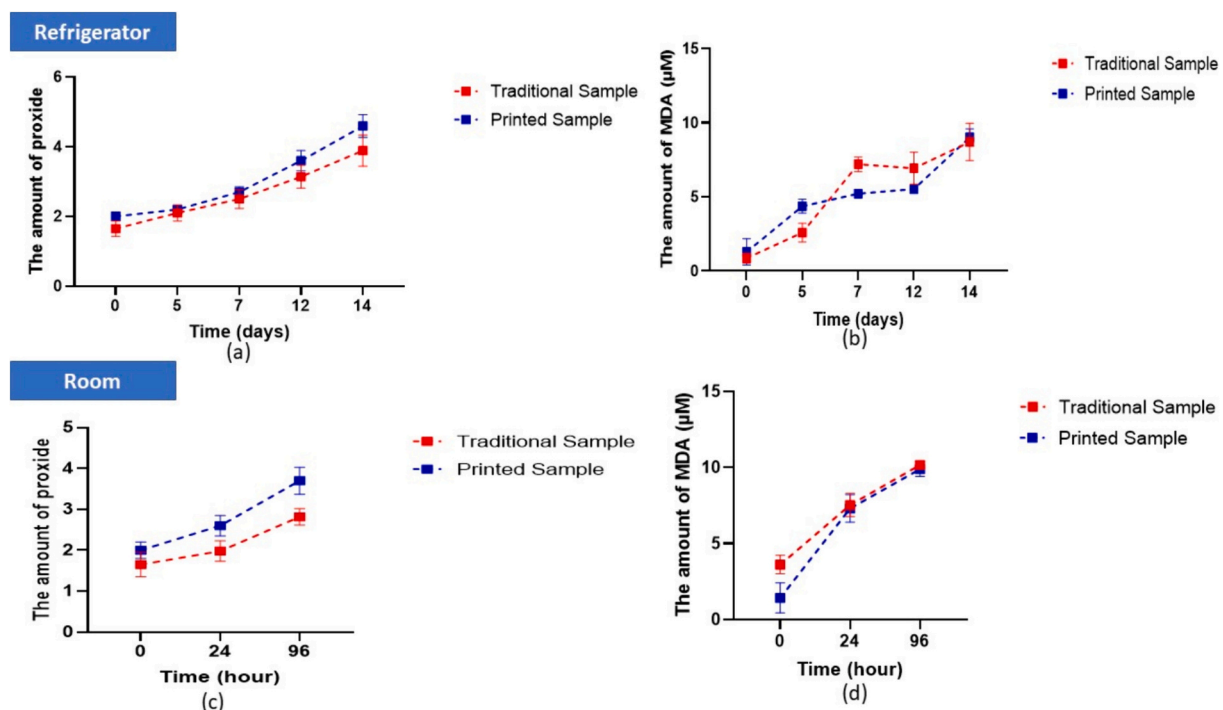 Refrigerator
The amount of proxide
6
4
2
0
0 5 7 12 14
Time (days)
(a)
Traditional Sample
Printed Sample
The amount of MDA (µM)
15
10
5
0
0 5 7 12 14
Time (days)
(b)
Traditional Sample
Printed Sample
Room
The amount of proxide
5
4
3
2
1
0
0 24 96
Time (hour)
(c)
Traditional Sample
Printed Sample
The amount of MDA (µM)
15
10
5
0
0 24 96
Time (hour)
(d)
Traditional Sample
Printed Sample